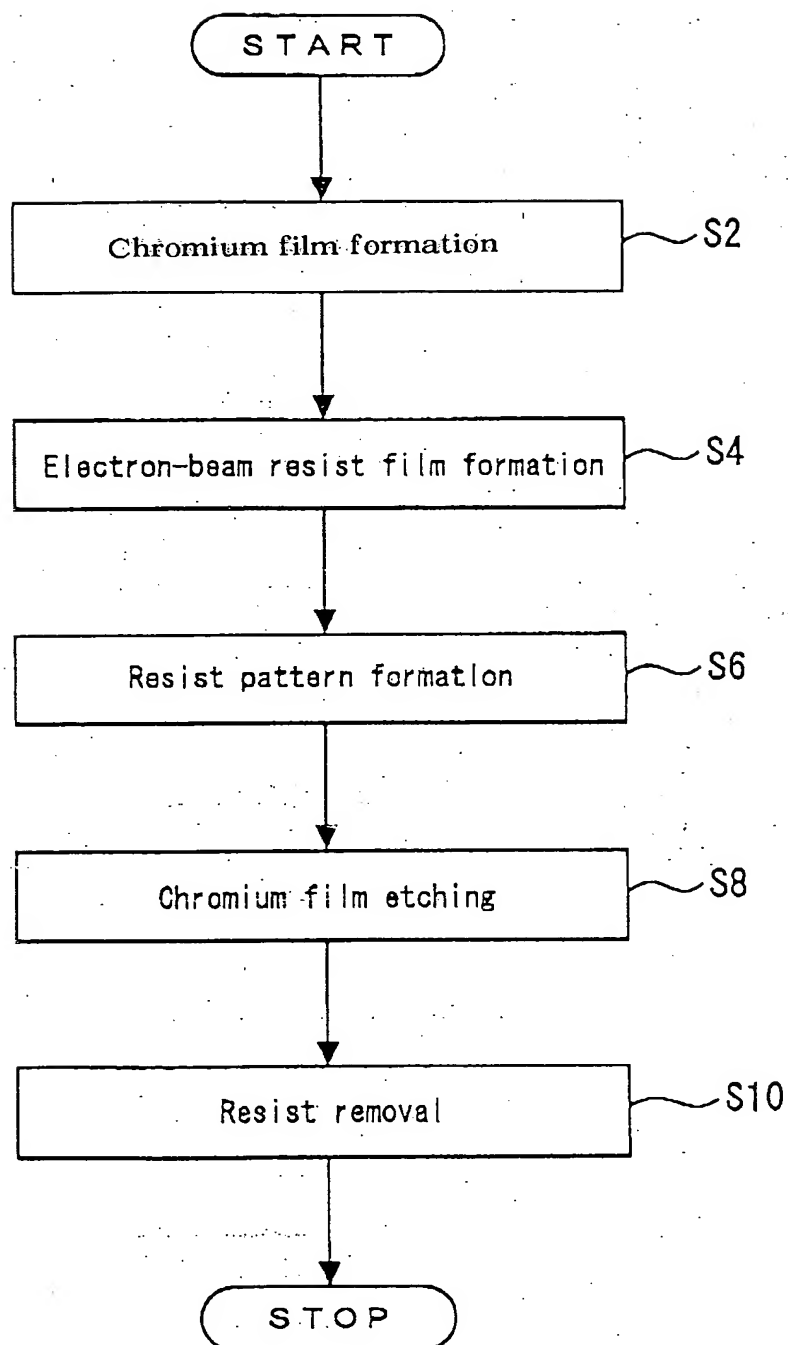 START
Chromium film formation
S2
Electron-beam resist film formation
S4
Resist pattern formation
S6
Chromium film etching
S8
Resist removal
S10
STOP